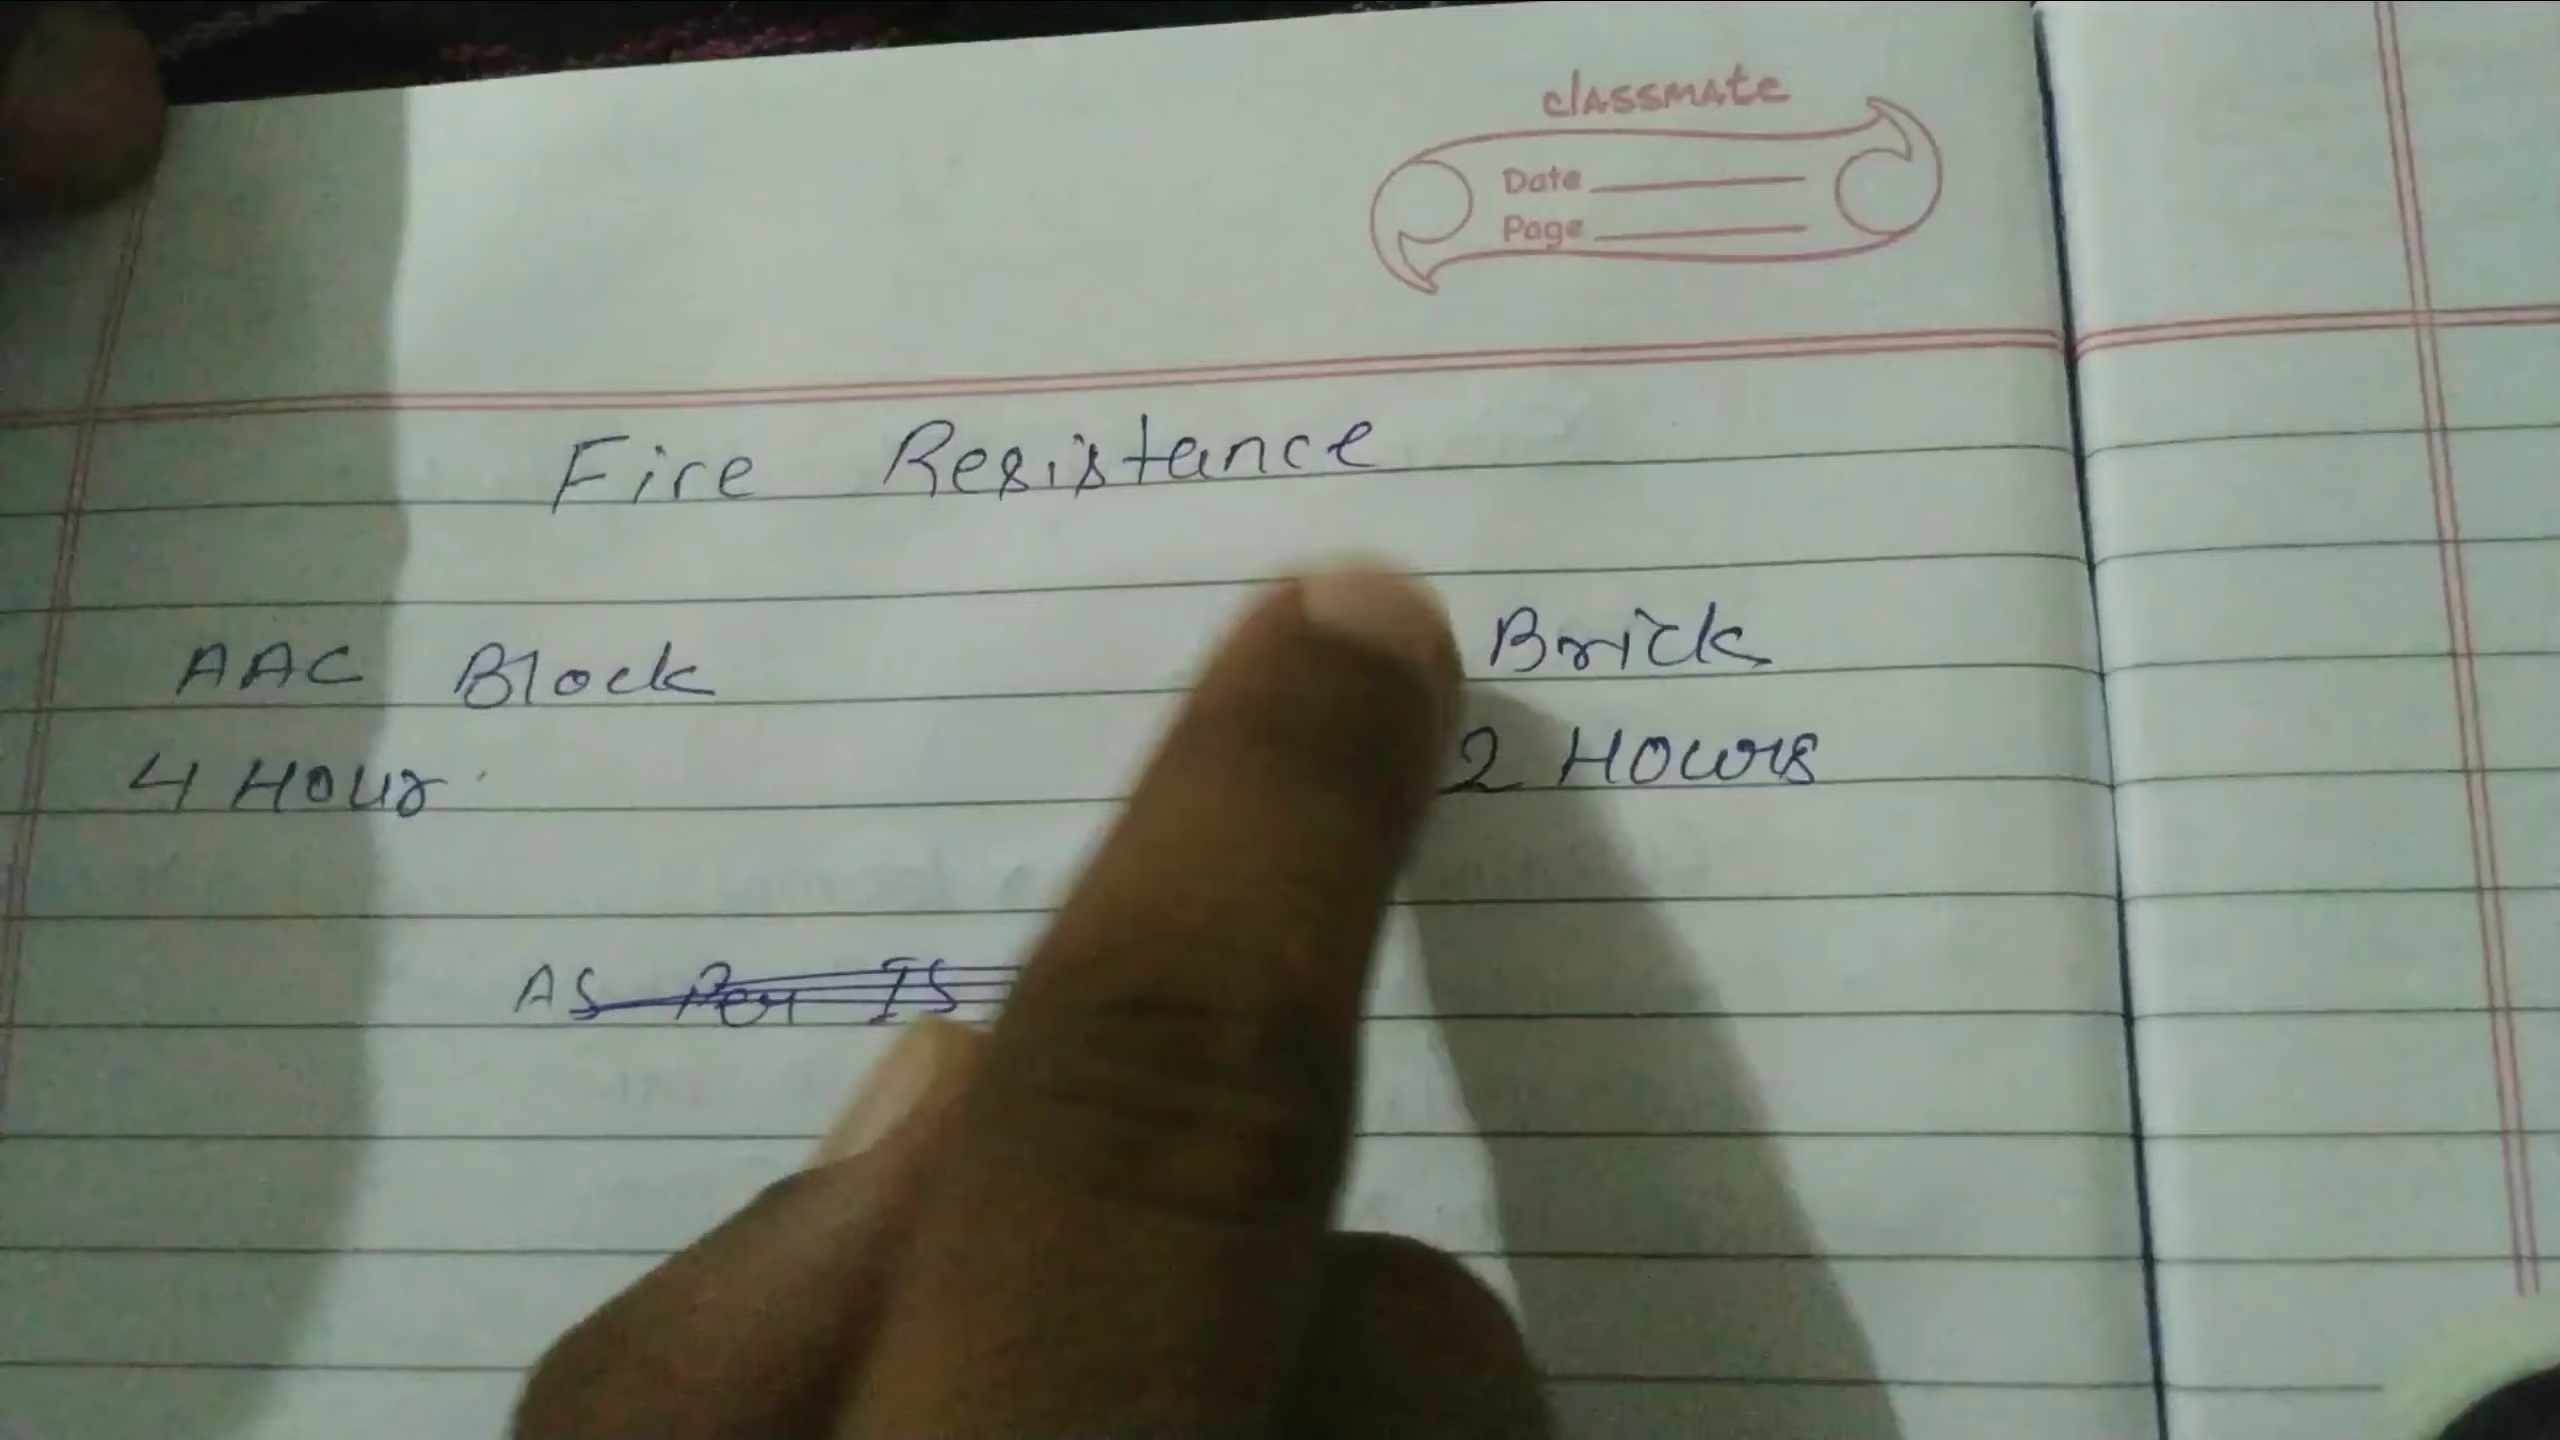 classmate
Date
Page
Fire Resistance
AAC Block Brick
4 Hour 2 Hours
As Per IS